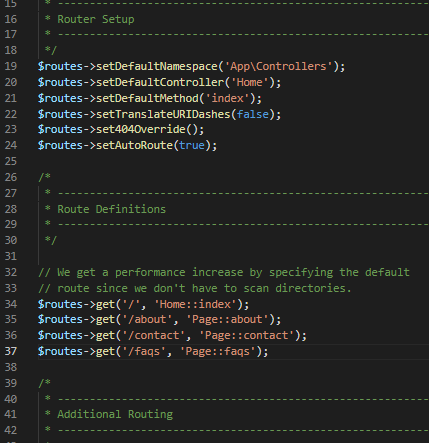 15 * --------------------------------------------------------------------
16 * Router Setup
17 * --------------------------------------------------------------------
18 */
19 $routes->setDefaultNamespace('App\Controllers');
20 $routes->setDefaultController('Home');
21 $routes->setDefaultMethod('index');
22 $routes->setTranslateURIDashes(false);
23 $routes->set404Override();
24 $routes->setAutoRoute(true);
25
26 /*
27 * --------------------------------------------------------------------
28 * Route Definitions
29 * --------------------------------------------------------------------
30 */
31
32 // We get a performance increase by specifying the default
33 // route since we don't have to scan directories.
34 $routes->get('/', 'Home::index');
35 $routes->get('/about', 'Page::about');
36 $routes->get('/contact', 'Page::contact');
37 $routes->get('/faqs', 'Page::faqs');
38
39 /*
40 * --------------------------------------------------------------------
41 * Additional Routing
42 * --------------------------------------------------------------------